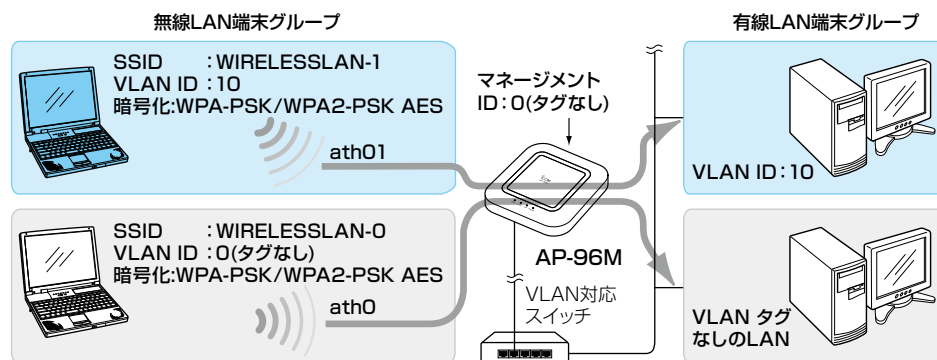 無線LAN端末グループ
有線LAN端末グループ
SSID :WIRELESSLAN-1
VLAN ID :10
暗号化:WPA-PSK/WPA2-PSK AES
ath01
マネージメント
ID:0(タグなし)
VLAN ID:10
SSID :WIRELESSLAN-0
VLAN ID :0(タグなし)
暗号化:WPA-PSK/WPA2-PSK AES
ath0
AP-96M
VLAN対応
スイッチ
VLAN タグ
なしのLAN